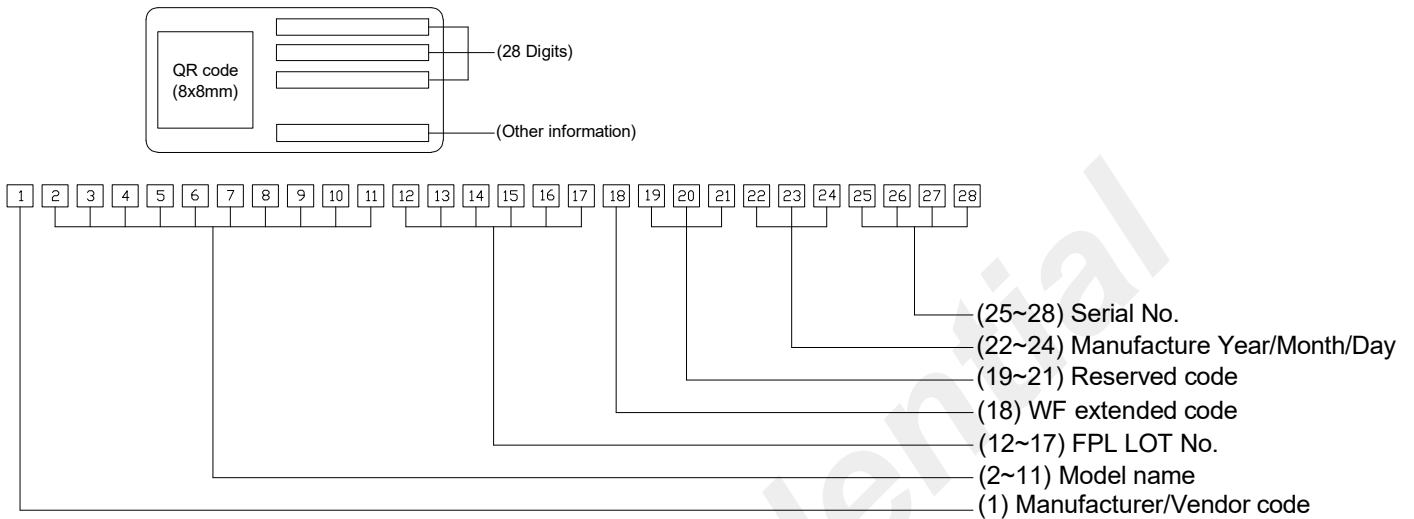 QR code
(8x8mm)
(28 Digits)
(Other information)
1 2 3 4 5 6 7 8 9 10 11 12 13 14 15 16 17 18 19 20 21 22 23 24 25 26 27 28
(25~28) Serial No.
(22~24) Manufacture Year/Month/Day
(19~21) Reserved code
(18) WF extended code
(12~17) FPL LOT No.
(2~11) Model name
(1) Manufacturer/Vendor code